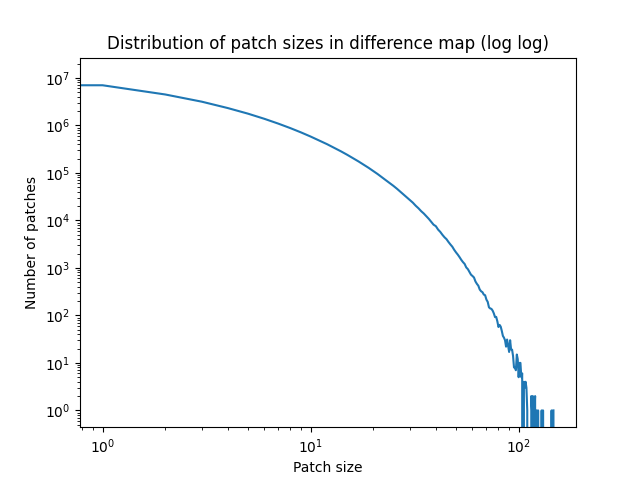 Distribution of patch sizes in difference map (log log)
Number of patches
10⁷
10⁶
10⁵
10⁴
10³
10²
10¹
10⁰
10⁰ 10¹ 10²
Patch size